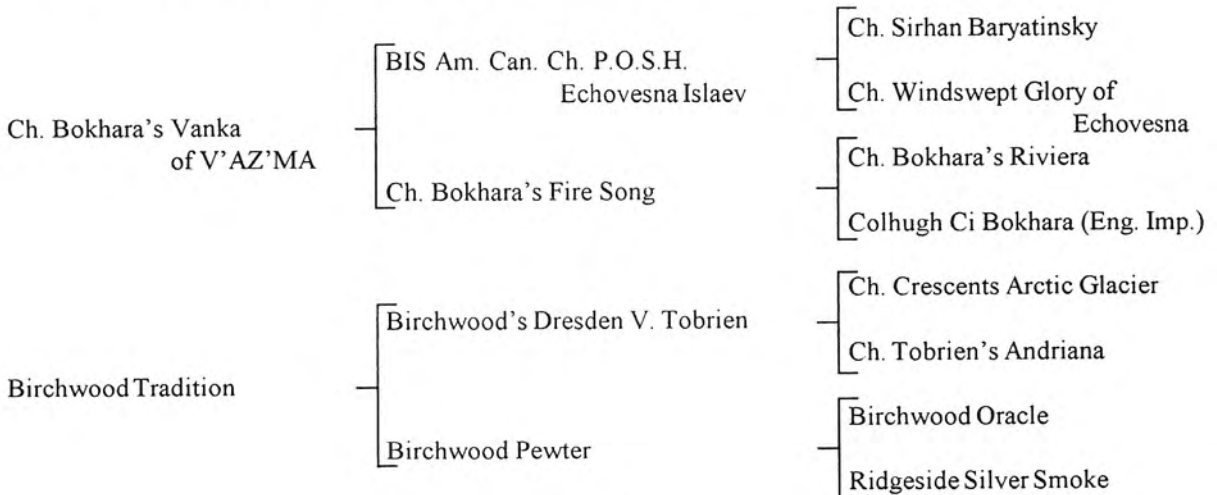 Ch. Sirhan Baryatinsky
BIS Am. Can. Ch. P.O.S.H.
Echovesna Islaev
Ch. Windswept Glory of
Echovesna
Ch. Bokhara's Vanka
of V'AZ'MA
Ch. Bokhara's Riviera
Ch. Bokhara's Fire Song
Colhugh Ci Bokhara (Eng. Imp.)
Ch. Crescents Arctic Glacier
Birchwood's Dresden V. Tobrien
Ch. Tobrien's Andriana
Birchwood Tradition
Birchwood Oracle
Birchwood Pewter
Ridgeside Silver Smoke